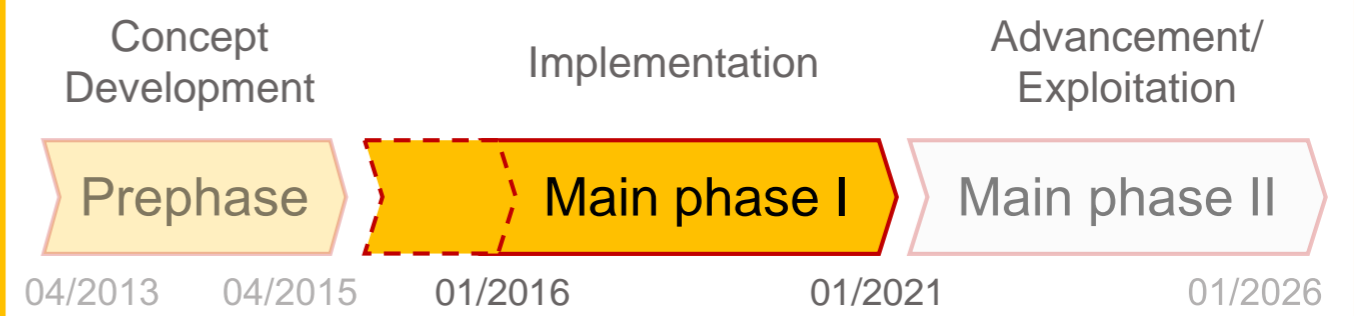 Concept
Development
Implementation
Advancement/
Exploitation
Prephase
Main phase I
Main phase II
04/2013
04/2015
01/2016
01/2021
01/2026